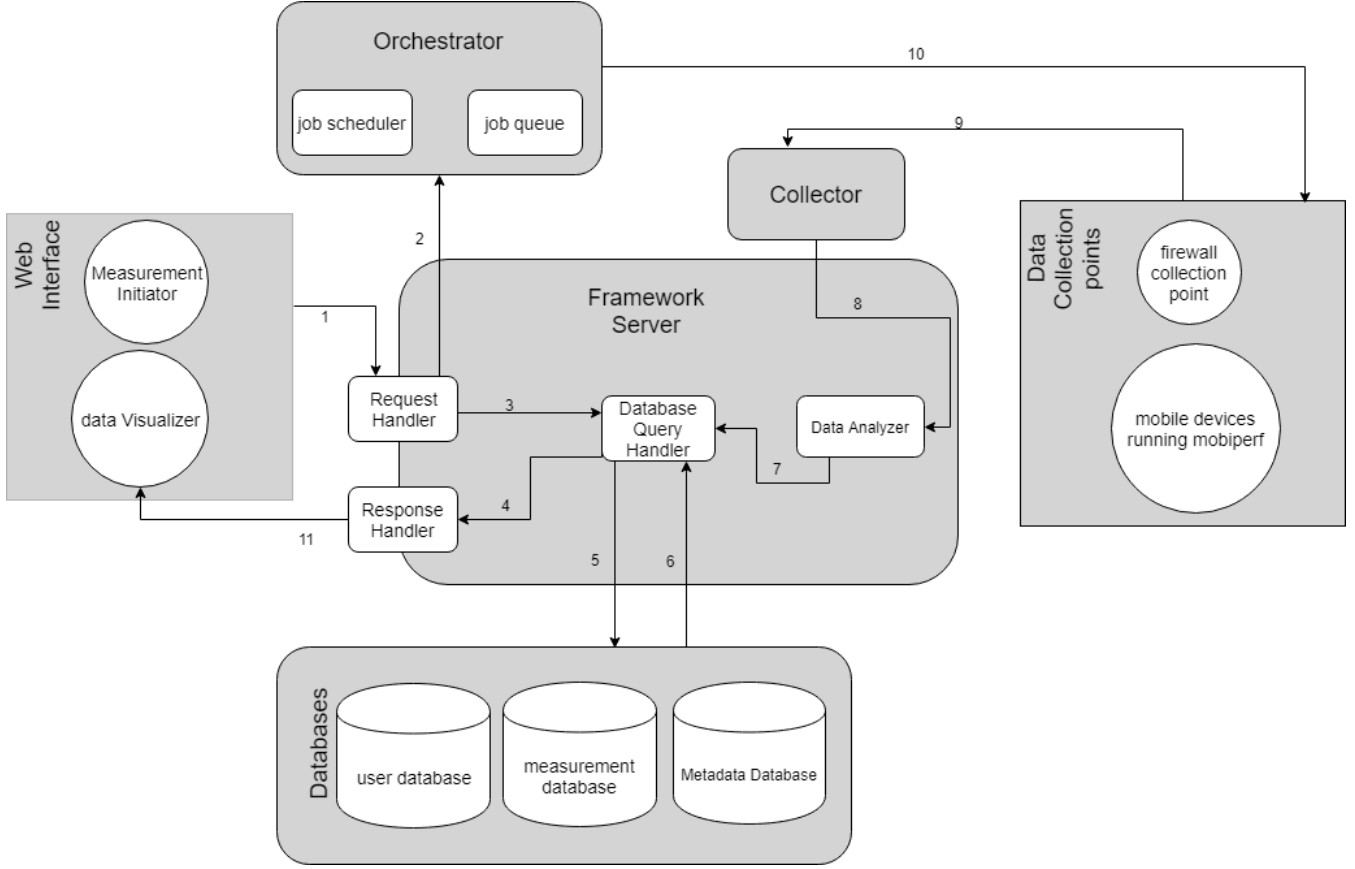 Orchestrator
job scheduler
job queue
10
9
Collector
2
Web
Interface
Measurement
Initiator
data Visualizer
1
Framework
Server
8
Data
Collection
points
firewall
collection
point
mobile devices
running mobiperf
Request
Handler
3
Database
Query
Handler
Data Analyzer
7
Response
Handler
4
11
5
6
Databases
user database
measurement
database
Metadata Database